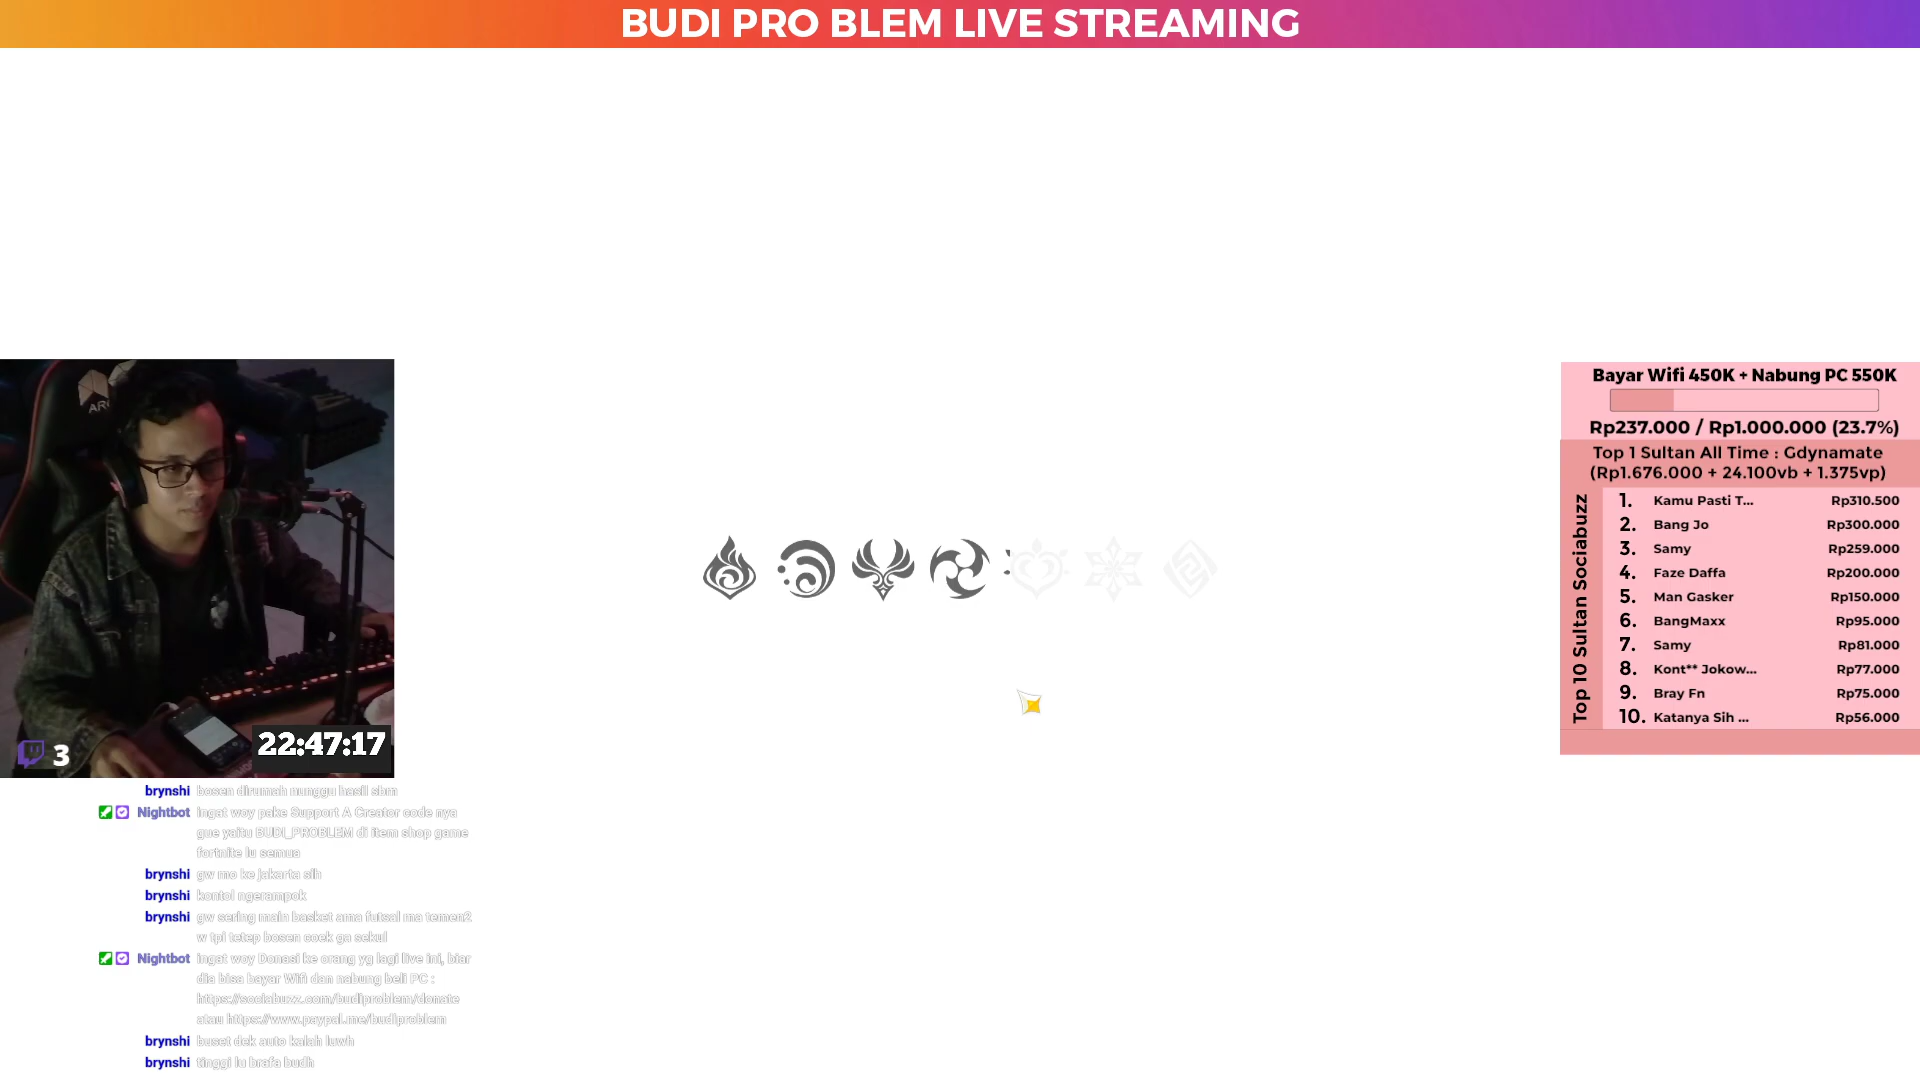 BUDI PRO BLEM LIVE STREAMING
AR
3
22:47:17
brynshi bosen dirumah nunggu hasil sbm
Nightbot Ingat woy pake Support A Creator code nya
gue yaitu BUDI_PROBLEM di item shop game
fortnite lu semua
brynshi gw mo ke jakarta sih
brynshi kontol ngerampok
brynshi gw sering main basket ama futsal ma temen2
w tpi tetep bosen coek ga sekul
Nightbot Ingat woy Donasi ke orang yg lagi live ini, biar
dia bisa bayar Wifi dan nabung beli PC :
https://sociabuzz.com/budiproblem/donate
atau https://www.paypal.me/budiproblem
brynshi buset dek auto kalah luwh
brynshi tinggi lu brafa budh
Bayar Wifi 450K + Nabung PC 550K
Rp237.000 / Rp1.000.000 (23.7%)
Top 1 Sultan All Time : Gdynamate
(Rp1.676.000 + 24.100vb + 1.375vp)
Top 10 Sultan Sociabuzz
1. Kamu Pasti T... Rp310.500
2. Bang Jo Rp300.000
3. Samy Rp259.000
4. Faze Daffa Rp200.000
5. Man Gasker Rp150.000
6. BangMaxx Rp95.000
7. Samy Rp81.000
8. Kont** Jokow... Rp77.000
9. Bray Fn Rp75.000
10. Katanya Sih ... Rp56.000